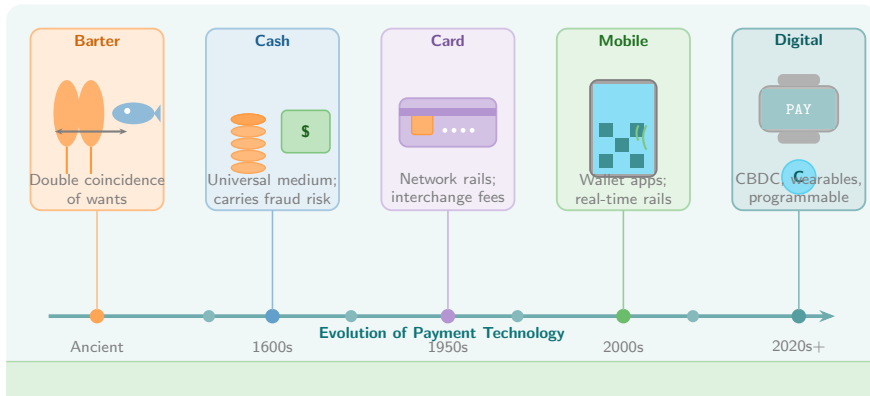 Barter
Cash
Card
Mobile
Digital
$
PAY
C
Double coincidence
of wants
Universal medium;
carries fraud risk
Network rails;
interchange fees
Wallet apps;
real-time rails
CBDC, wearables,
programmable
Evolution of Payment Technology
Ancient
1600s
1950s
2000s
2020s+